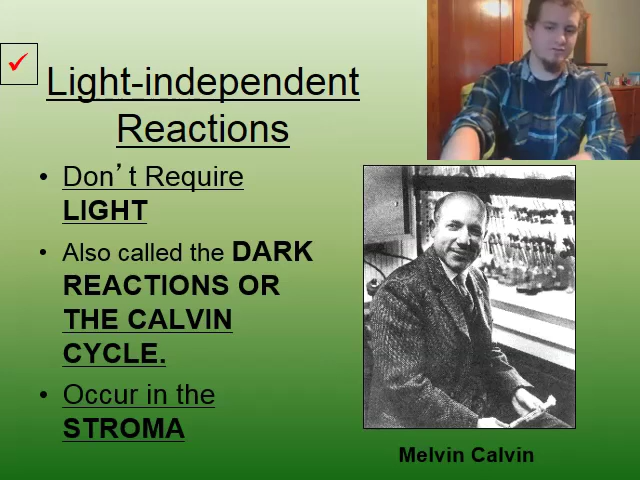 Light-independent
Reactions
• Don’t Require
LIGHT
• Also called the DARK
REACTIONS OR
THE CALVIN
CYCLE.
• Occur in the
STROMA
Melvin Calvin